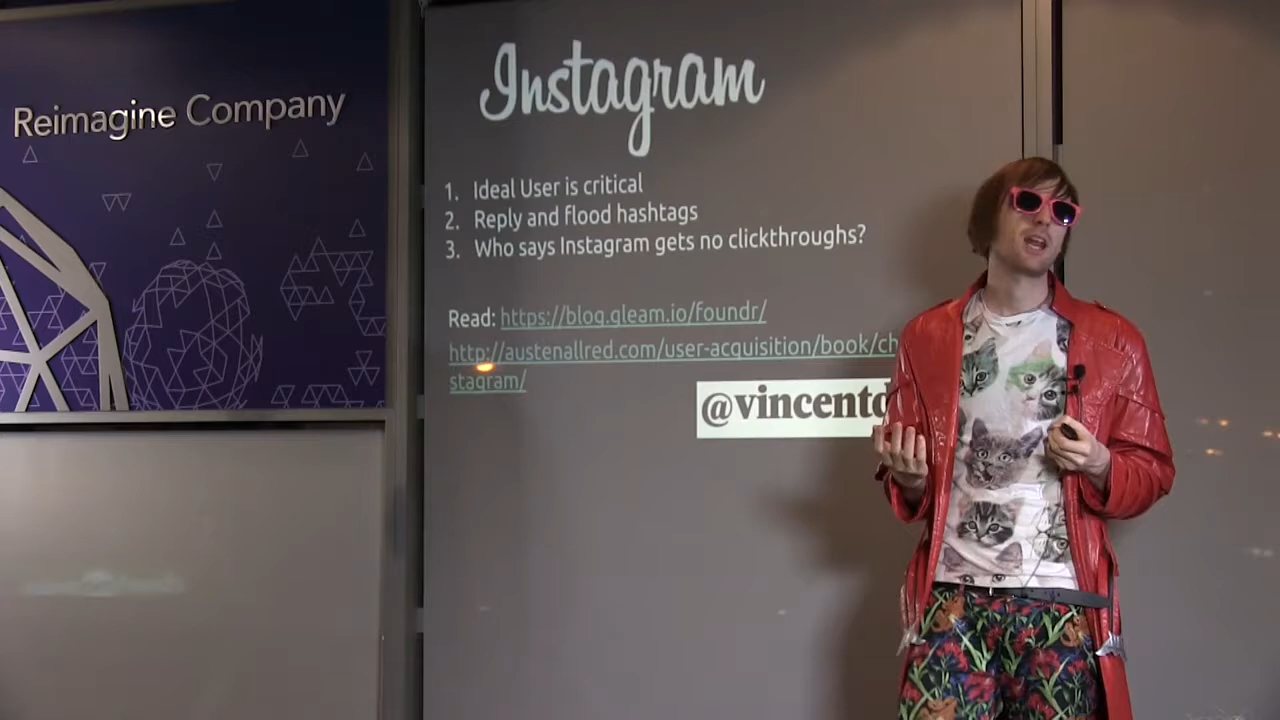 Reimagine Company
Instagram
1. Ideal User is critical
2. Reply and flood hashtags
3. Who says Instagram gets no clickthroughs?
Read: https://blog.gleam.io/foundr/
http://austenallred.com/user-acquisition/book/ch
stagram/
@vincentd